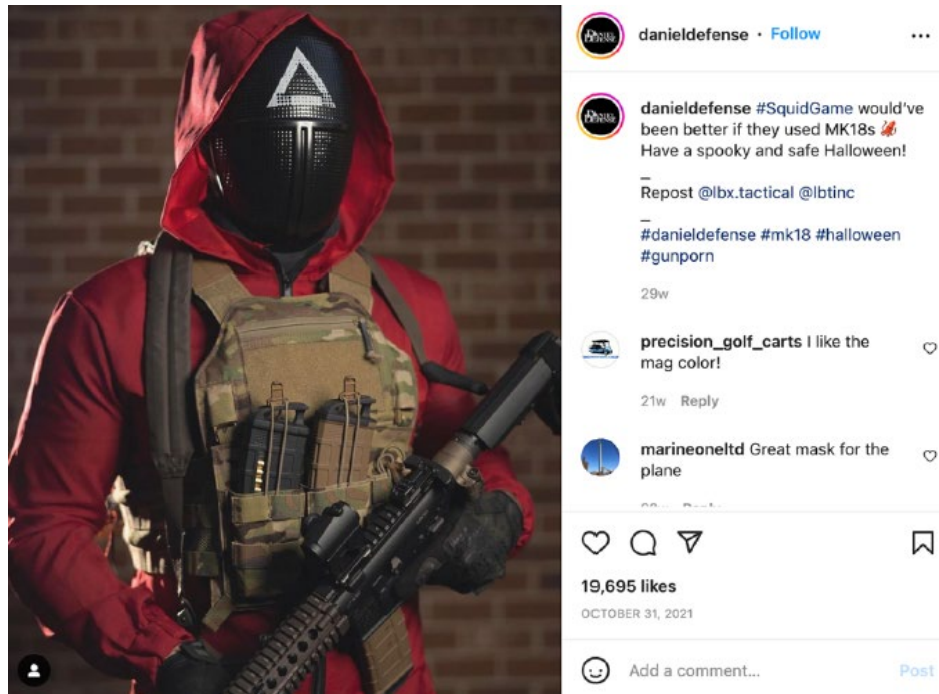 danieldefense • Follow
danieldefense #SquidGame would've
been better if they used MK18s 🦑
Have a spooky and safe Halloween!
_
Repost @lbx.tactical @lbtinc
_
#danieldefense #mk18 #halloween
#gunporn
29w
precision_golf_carts I like the
mag color!
21w Reply
marineoneltd Great mask for the
plane
19,695 likes
OCTOBER 31, 2021
Add a comment... Post